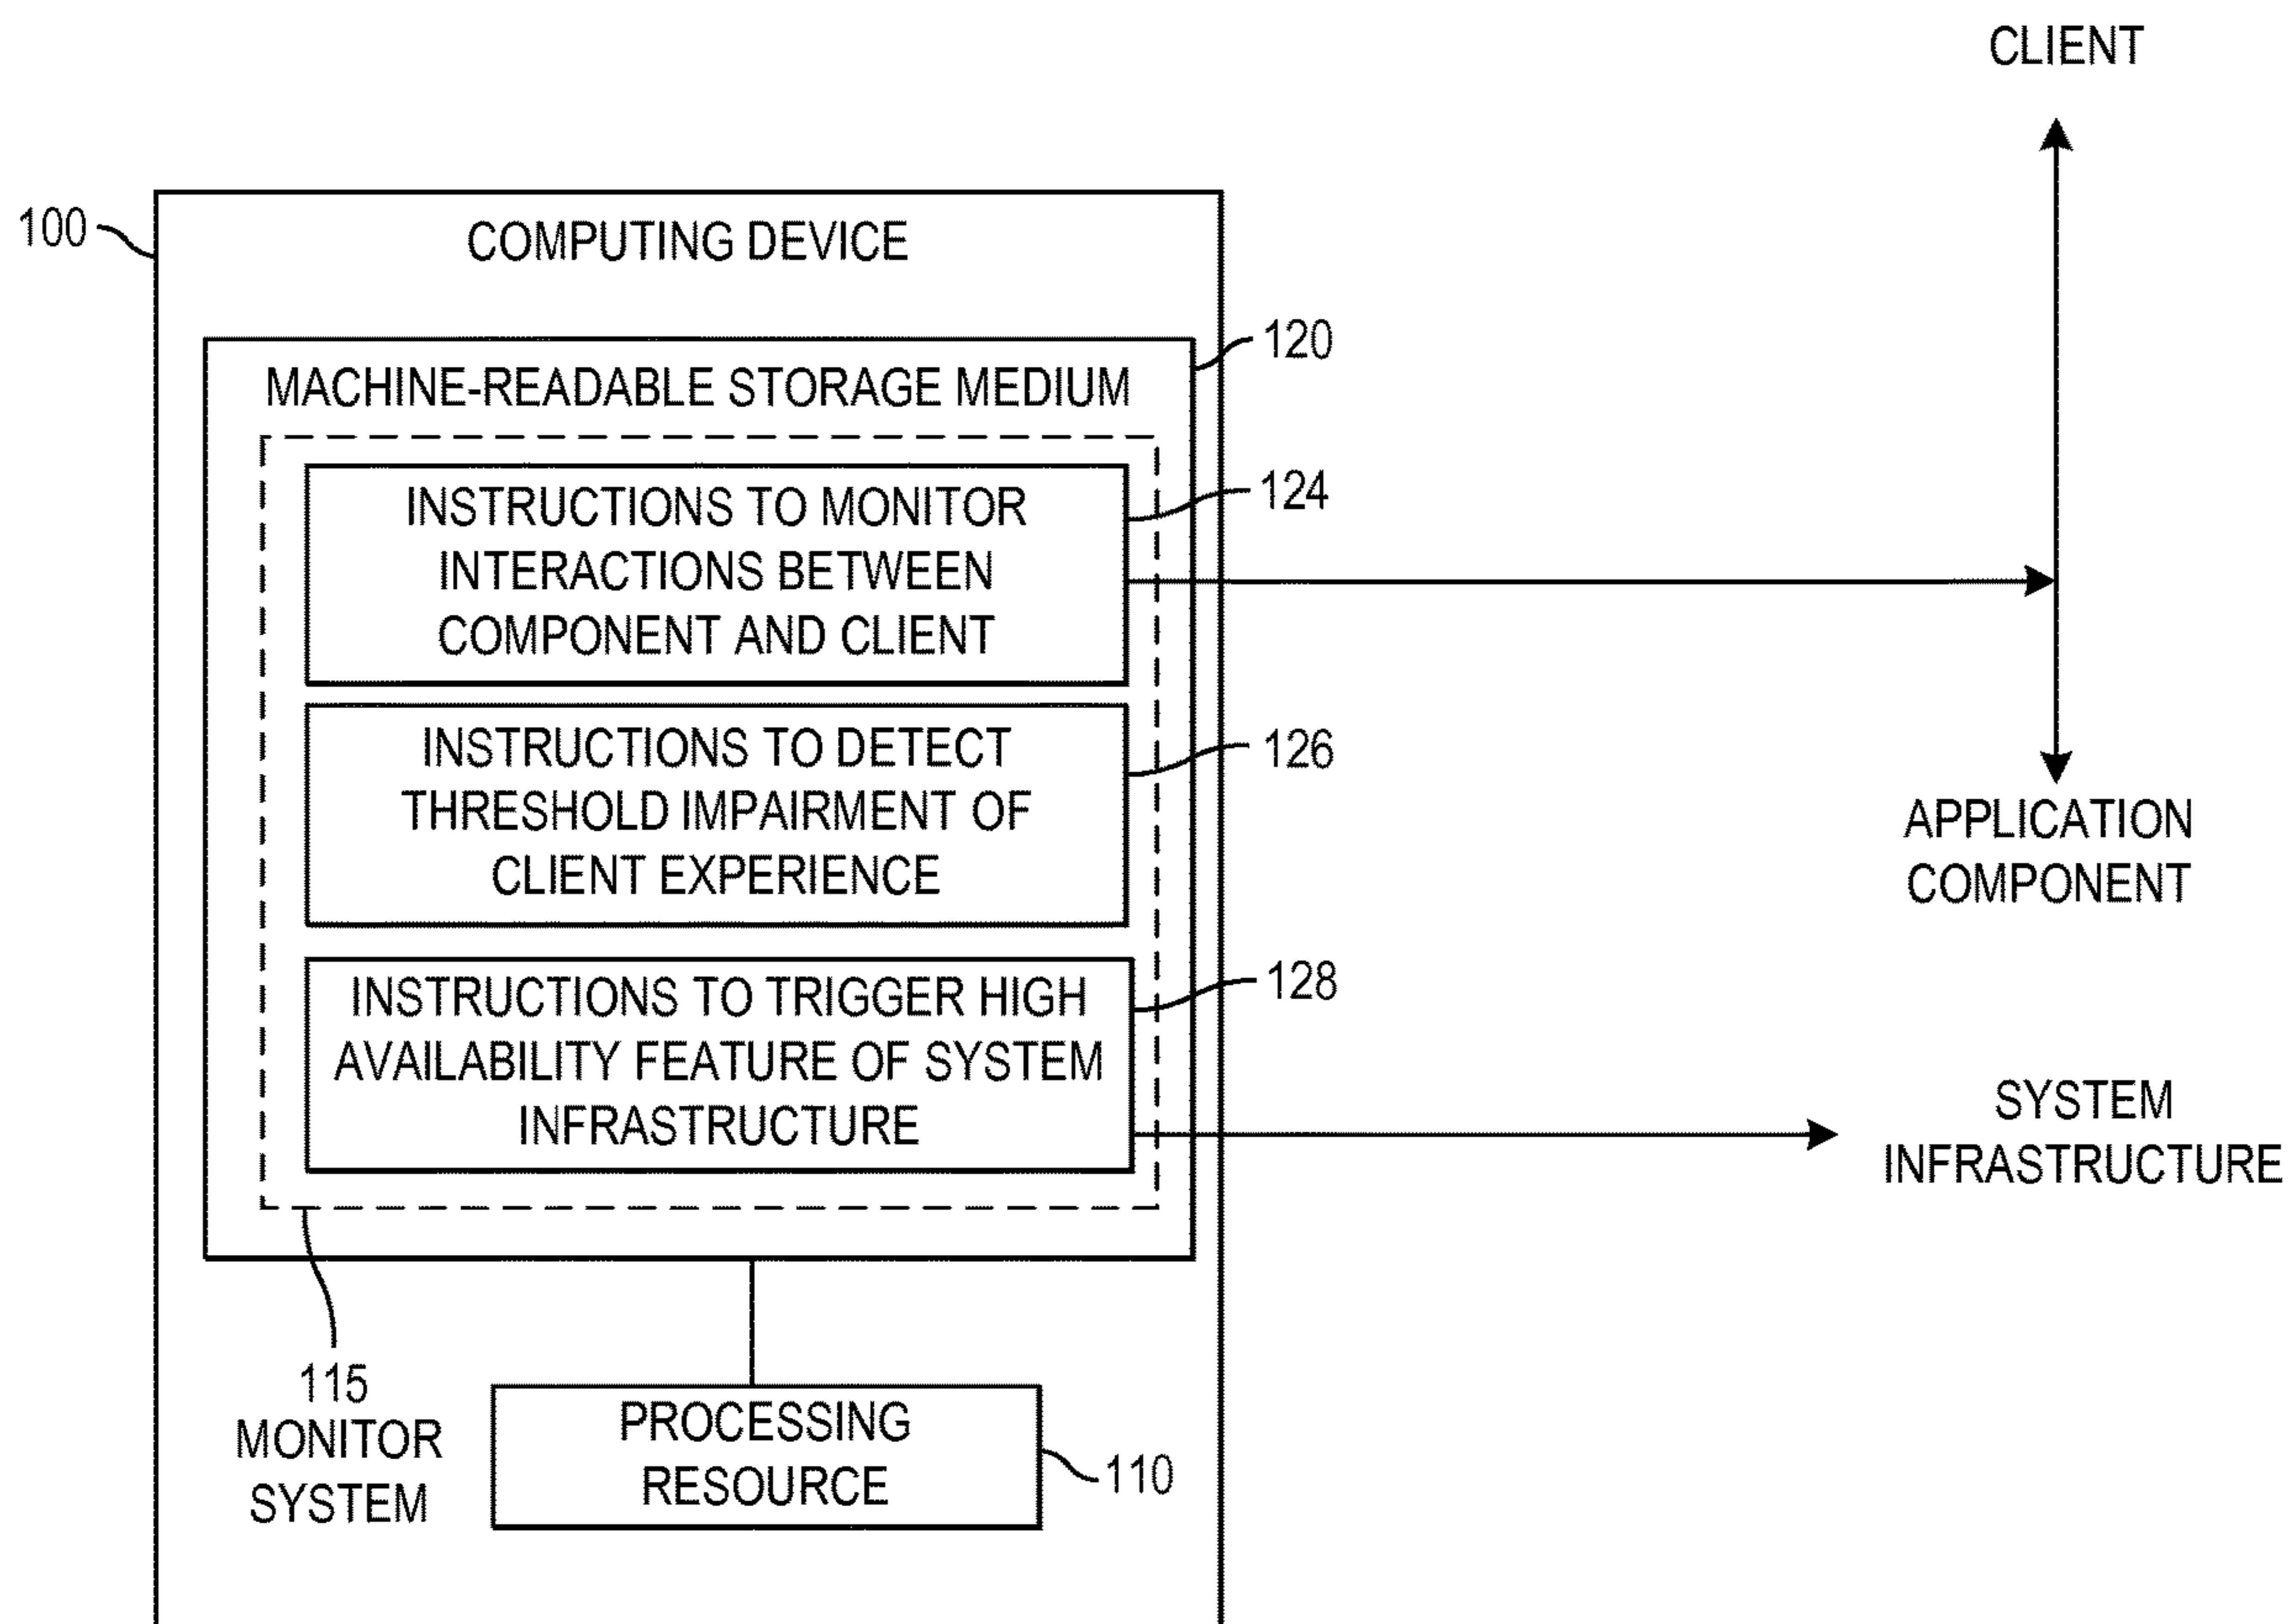 CLIENT
100
COMPUTING DEVICE
120
MACHINE-READABLE STORAGE MEDIUM
INSTRUCTIONS TO MONITOR
INTERACTIONS BETWEEN
COMPONENT AND CLIENT
124
INSTRUCTIONS TO DETECT
THRESHOLD IMPAIRMENT OF
CLIENT EXPERIENCE
126
APPLICATION
COMPONENT
INSTRUCTIONS TO TRIGGER HIGH
AVAILABILITY FEATURE OF SYSTEM
INFRASTRUCTURE
128
SYSTEM
INFRASTRUCTURE
115
MONITOR
SYSTEM
PROCESSING
RESOURCE
110